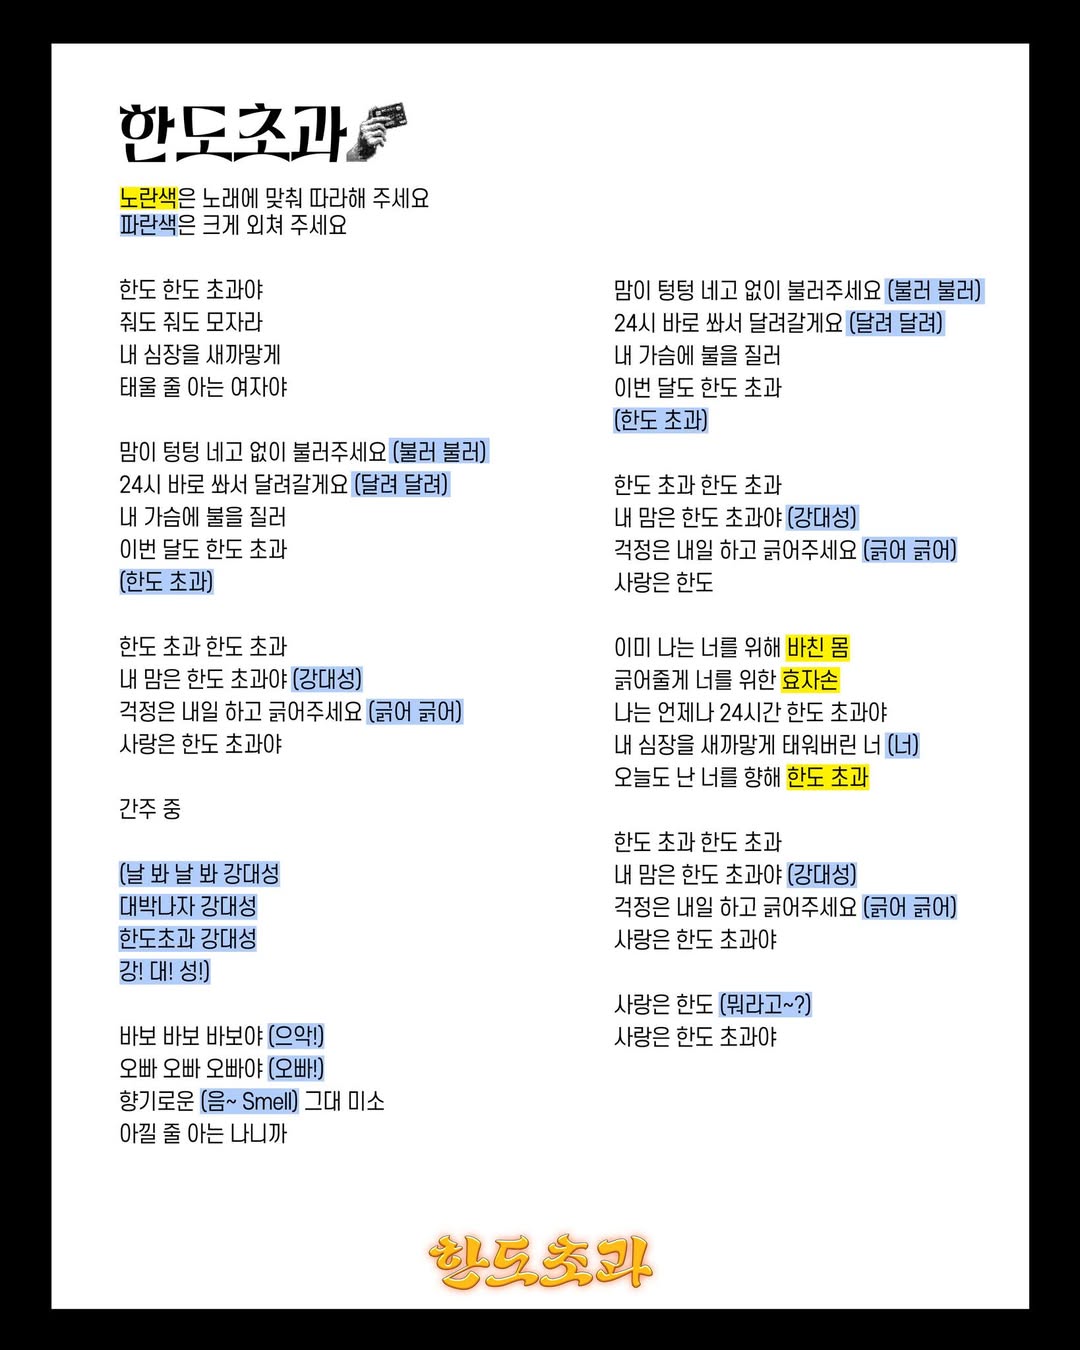 한도초과
노란색은 노래에 맞춰 따라해 주세요
파란색은 크게 외쳐 주세요
한도 한도 초과야
줘도 줘도 모자라
내 심장을 새까맣게
태울 줄 아는 여자야
맘이 텅텅 네고 없이 불러주세요 (불러 불러)
24시 바로 쏴서 달려갈게요 (달려 달려)
내 가슴에 불을 질러
이번 달도 한도 초과
(한도 초과)
한도 초과 한도 초과
내 맘은 한도 초과야 (강대성)
걱정은 내일 하고 긁어주세요 (긁어 긁어)
사랑은 한도 초과야
간주 중
(날 봐 날 봐 강대성
대박나자 강대성
한도초과 강대성
강! 대! 성!)
바보 바보 바보야 (으악!)
오빠 오빠 오빠야 (오빠!)
향기로운 (음~ Smell) 그대 미소
아낄 줄 아는 나니까
맘이 텅텅 네고 없이 불러주세요 (불러 불러)
24시 바로 쏴서 달려갈게요 (달려 달려)
내 가슴에 불을 질러
이번 달도 한도 초과
(한도 초과)
한도 초과 한도 초과
내 맘은 한도 초과야 (강대성)
걱정은 내일 하고 긁어주세요 (긁어 긁어)
사랑은 한도
이미 나는 너를 위해 바친 몸
긁어줄게 너를 위한 효자손
나는 언제나 24시간 한도 초과야
내 심장을 새까맣게 태워버린 너 (너)
오늘도 난 너를 향해 한도 초과
한도 초과 한도 초과
내 맘은 한도 초과야 (강대성)
걱정은 내일 하고 긁어주세요 (긁어 긁어)
사랑은 한도 초과야
사랑은 한도 (뭐라고~?)
사랑은 한도 초과야
한도초과